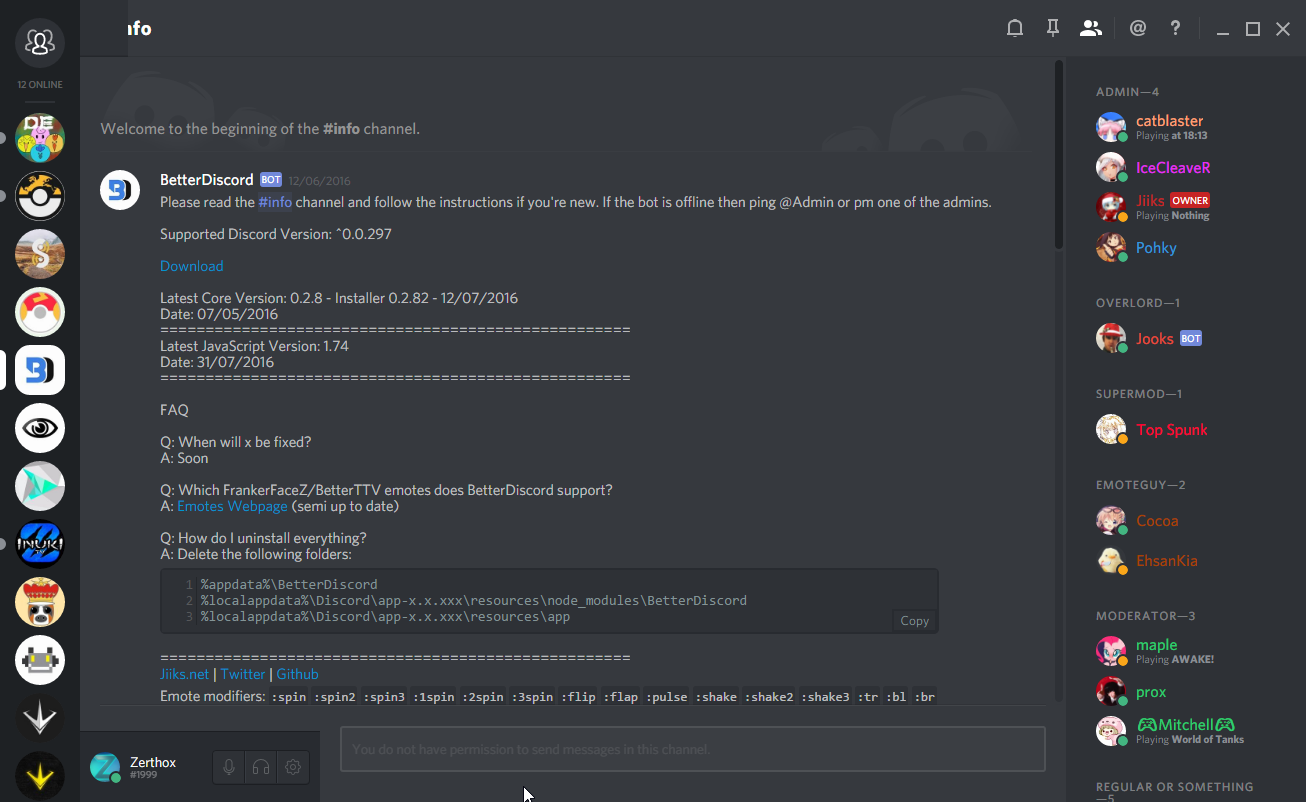 nfo
12 ONLINE
DE
Welcome to the beginning of the #info channel.
BetterDiscord BOT 12/06/2016
Please read the #info channel and follow the instructions if you're new. If the bot is offline then ping @Admin or pm one of the admins.
Supported Discord Version: ^0.0.297
Download
Latest Core Version: 0.2.8 - Installer 0.2.82 - 12/07/2016
Date: 07/05/2016
====================================================
Latest JavaScript Version: 1.74
Date: 31/07/2016
====================================================
FAQ
Q: When will x be fixed?
A: Soon
Q: Which FrankerFaceZ/BetterTTV emotes does BetterDiscord support?
A: Emotes Webpage (semi up to date)
Q: How do I uninstall everything?
A: Delete the following folders:
1 %appdata%\BetterDiscord
2 %localappdata%\Discord\app-x.x.xxx\resources\node_modules\BetterDiscord
3 %localappdata%\Discord\app-x.x.xxx\resources\app
Copy
====================================================
Jiiks.net | Twitter | Github
Emote modifiers: :spin :spin2 :spin3 :1spin :2spin :3spin :flip :flap :pulse :shake :shake2 :shake3 :tr :bl :br
You do not have permission to send messages in this channel.
Zerthox
#1999
ADMIN—4
catblaster
Playing at 18:13
IceCleaveR
Jiiks OWNER
Playing Nothing
Pohky
OVERLORD—1
Jooks BOT
SUPERMOD—1
Top Spunk
EMOTEGUY—2
Cocoa
EhsanKia
MODERATOR—3
maple
Playing AWAKE!
prox
🎮Mitchell🎮
Playing World of Tanks
REGULAR OR SOMETHING
—5